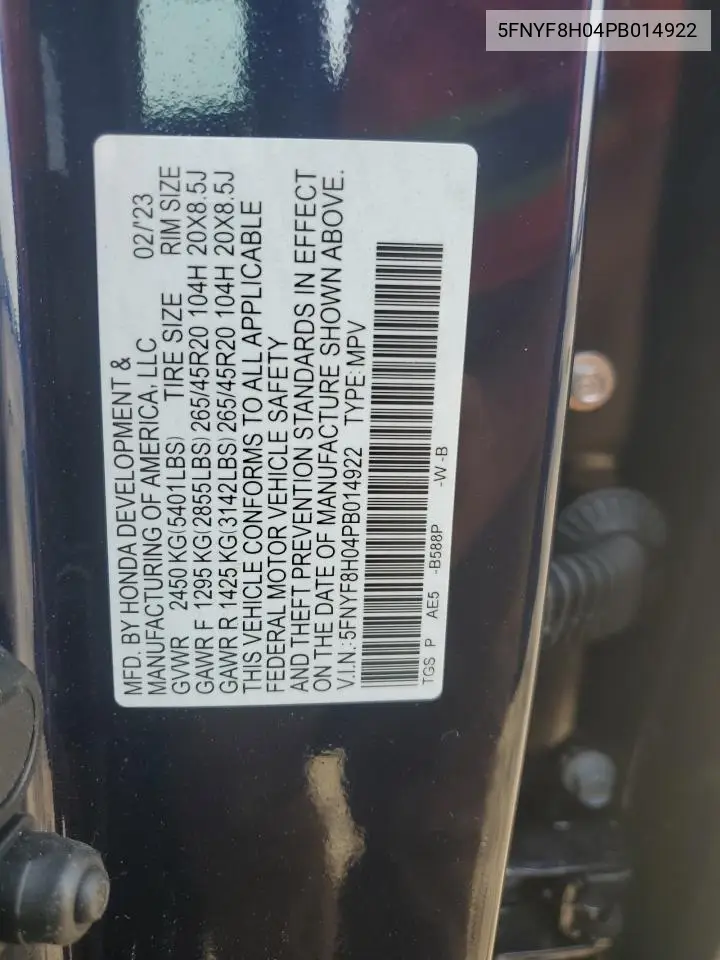 5FNYF8H04PB014922
MFD. BY HONDA DEVELOPMENT &
MANUFACTURING OF AMERICA, LLC 02/'23
GVWR 2450 KG(5401LBS) TIRE SIZE RIM SIZE
GAWR F 1295 KG(2855LBS) 265/45R20 104H 20X8.5J
GAWR R 1425 KG(3142LBS) 265/45R20 104H 20X8.5J
THIS VEHICLE CONFORMS TO ALL APPLICABLE
FEDERAL MOTOR VEHICLE SAFETY
AND THEFT PREVENTION STANDARDS IN EFFECT
ON THE DATE OF MANUFACTURE SHOWN ABOVE.
V.I.N.: 5FNYF8H04PB014922 TYPE: MPV
TGS P AE5 -B588P -W -B